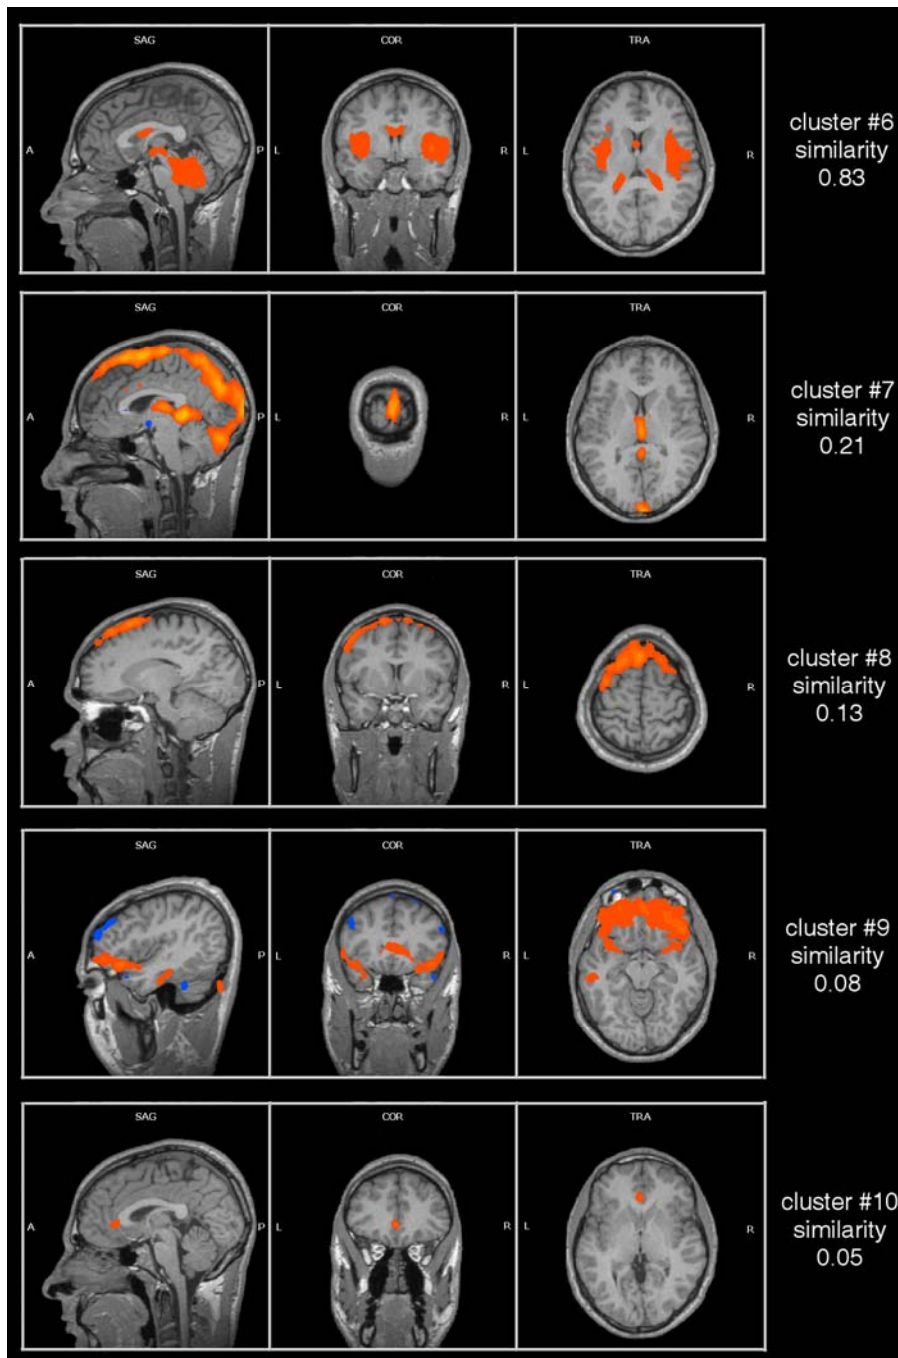 SAG COR TRA
A P L R L R
cluster #6
similarity
0.83
SAG COR TRA
A P L R L R
cluster #7
similarity
0.21
SAG COR TRA
A P L R L R
cluster #8
similarity
0.13
SAG COR TRA
A P L R L R
cluster #9
similarity
0.08
SAG COR TRA
A P L R L R
cluster #10
similarity
0.05